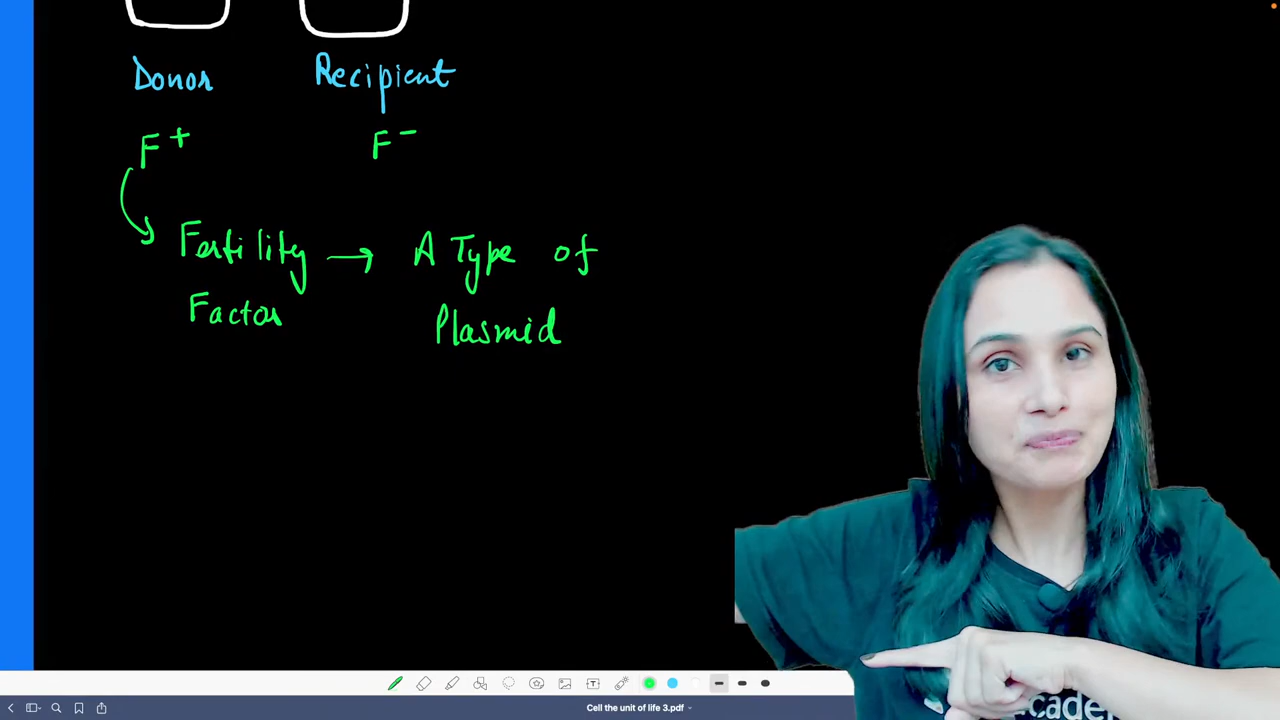 Donor Recipient
F+ F-
Fertility → A Type of
Factor Plasmid
Cell the unit of life 3.pdf